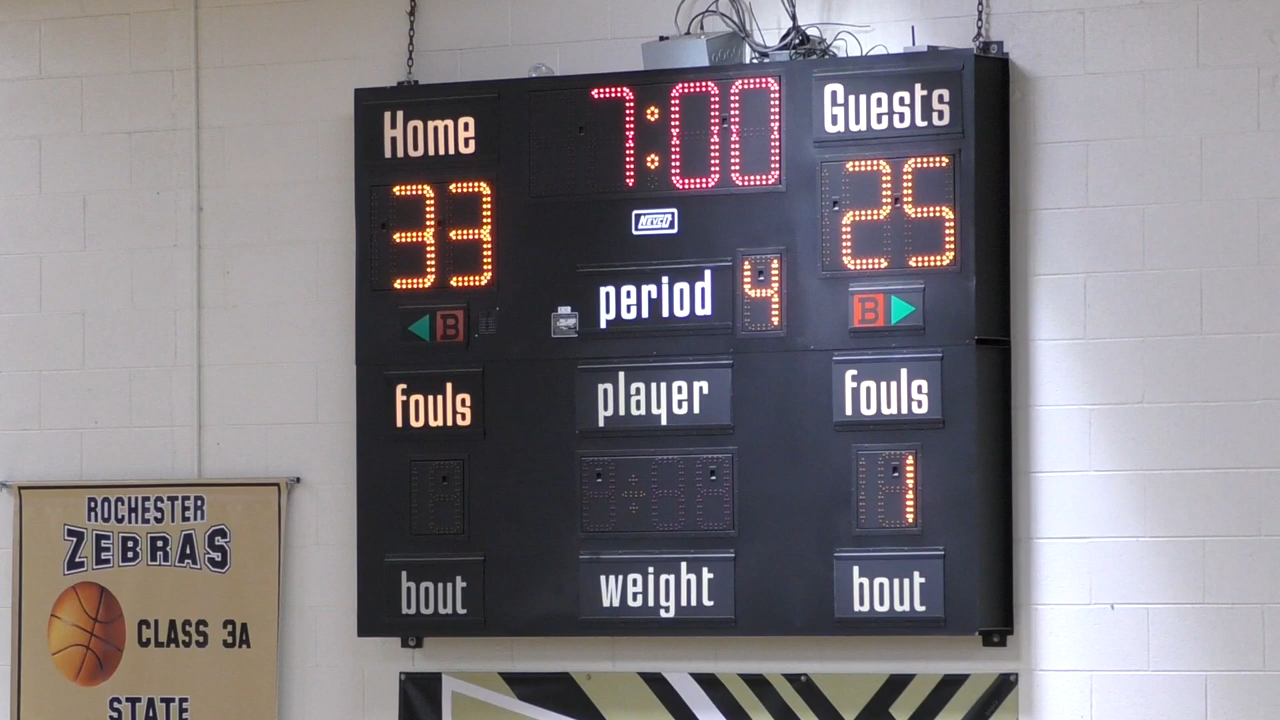 Home 7:00 Guests
33 25
NEVCO
period 4
B B
fouls player fouls
1
bout weight bout
ROCHESTER
ZEBRAS
CLASS 3A
STATE